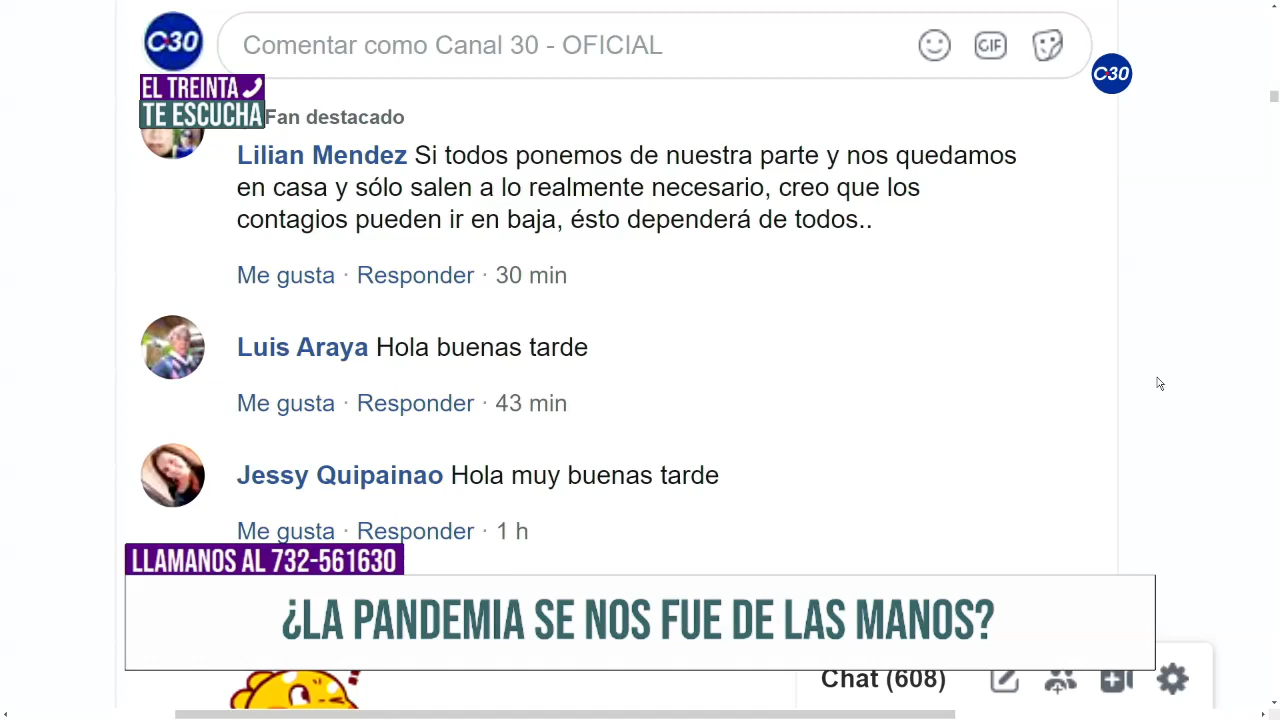 C30
Comentar como Canal 30 - OFICIAL
GIF
C30
EL TREINTA
TE ESCUCHA
Fan destacado
Lilian Mendez Si todos ponemos de nuestra parte y nos quedamos
en casa y sólo salen a lo realmente necesario, creo que los
contagios pueden ir en baja, ésto dependerá de todos..
Me gusta · Responder · 30 min
Luis Araya Hola buenas tarde
Me gusta · Responder · 43 min
Jessy Quipainao Hola muy buenas tarde
Me gusta · Responder · 1 h
LLAMANOS AL 732-561630
¿LA PANDEMIA SE NOS FUE DE LAS MANOS?
Chat (608)